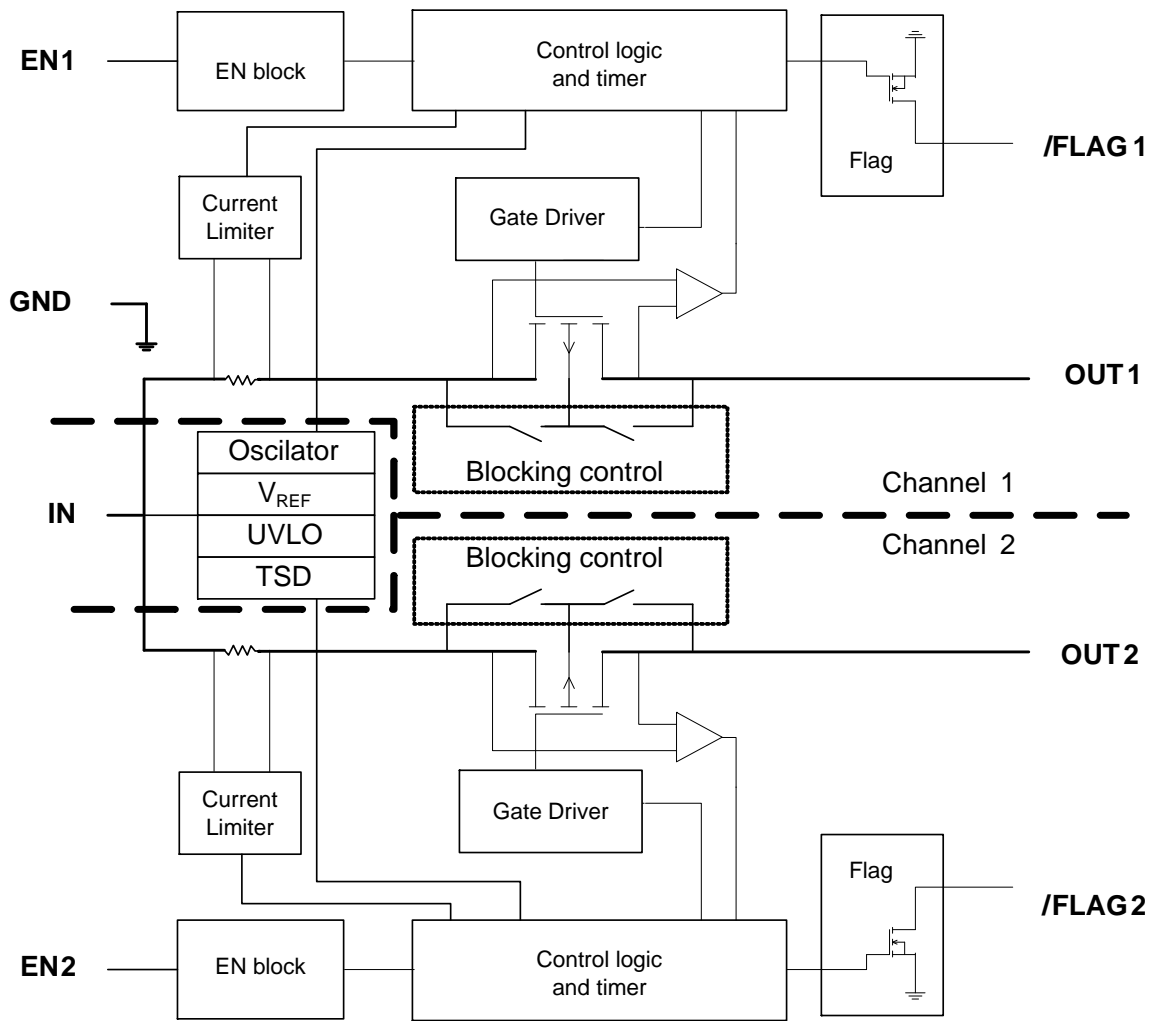 EN1
EN block
Control logic
and timer
Flag
/FLAG1
Current
Limiter
Gate Driver
GND
OUT1
Oscilator
VREF
UVLO
TSD
IN
Blocking control
Channel 1
Channel 2
Blocking control
OUT2
Current
Limiter
Gate Driver
Flag
/FLAG2
EN2
EN block
Control logic
and timer